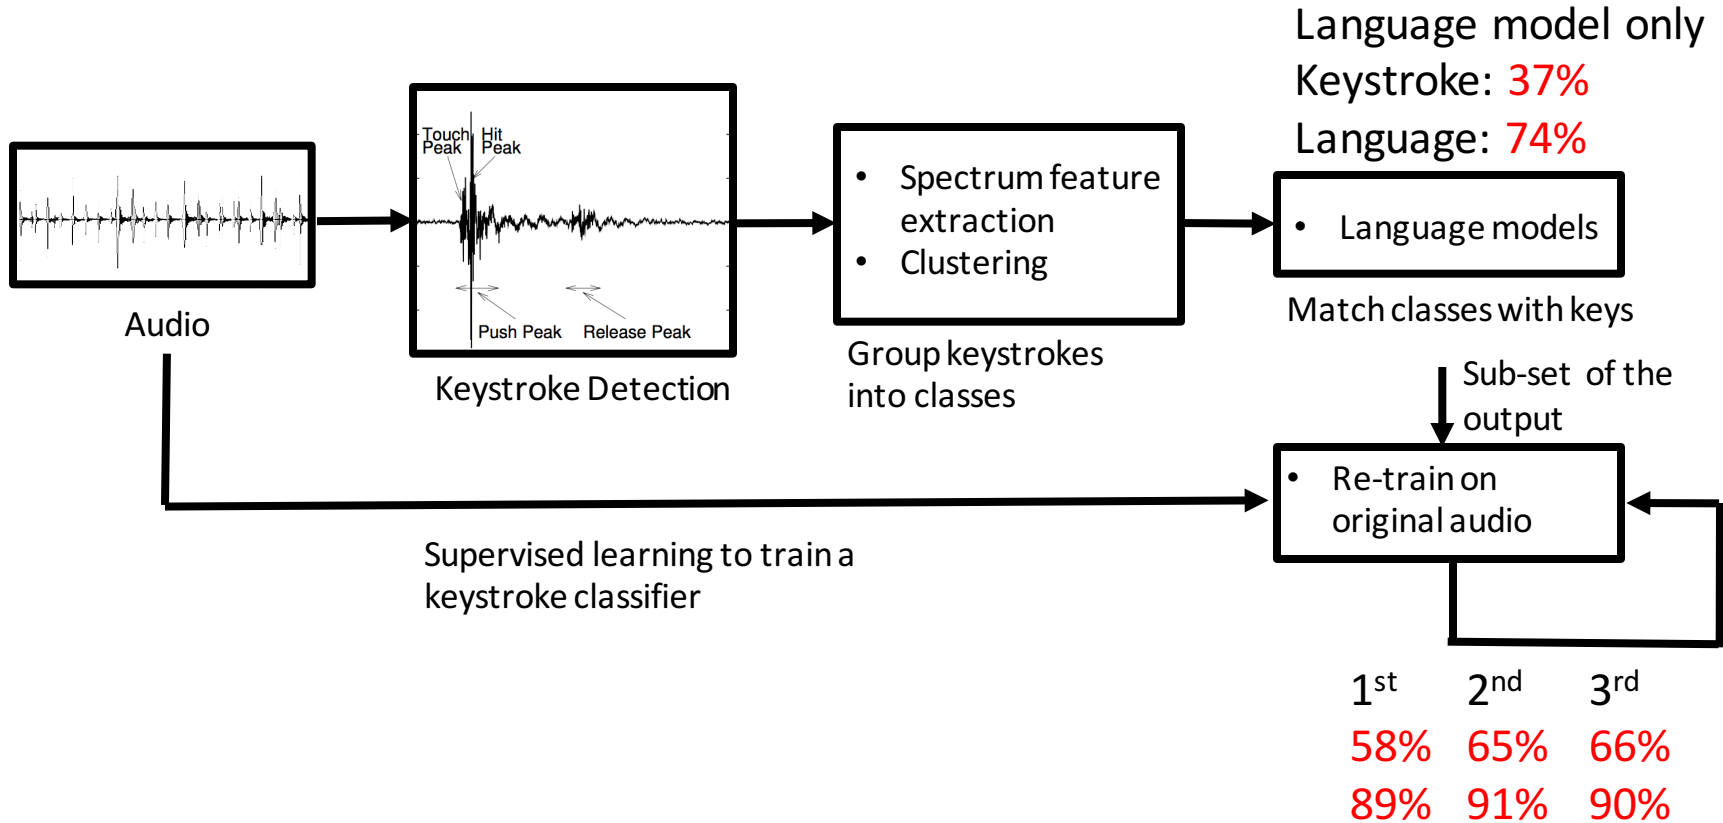 Language model only
Keystroke: 37%
Language: 74%
Touch Hit
Peak Peak
Push Peak Release Peak
• Spectrum feature
extraction
• Clustering
• Language models
Audio
Keystroke Detection
Group keystrokes
into classes
Match classes with keys
Sub-set of the
output
• Re-train on
original audio
Supervised learning to train a
keystroke classifier
1st 2nd 3rd
58% 65% 66%
89% 91% 90%